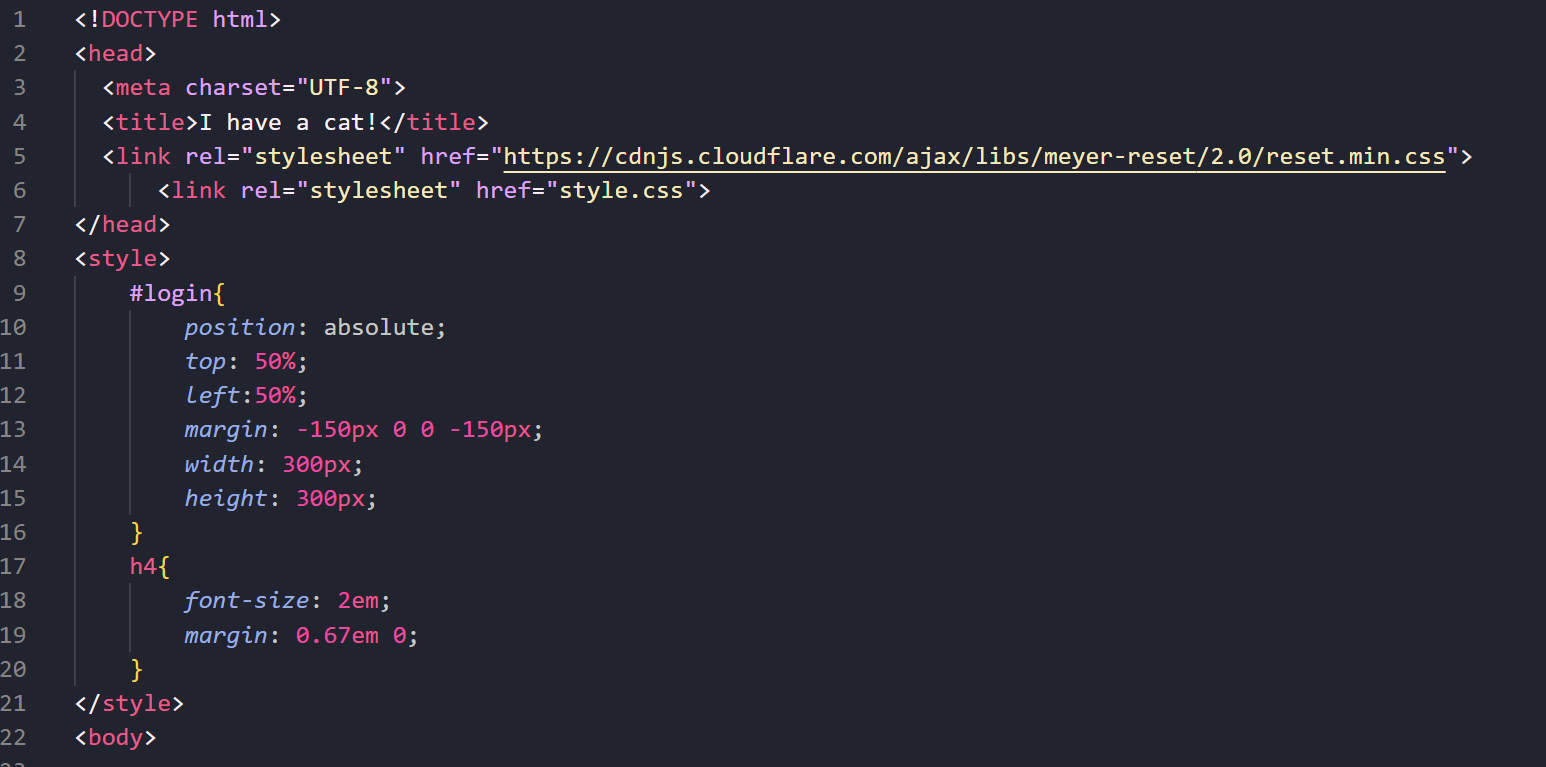 1 <!DOCTYPE html>
2 <head>
3 <meta charset="UTF-8">
4 <title>I have a cat!</title>
5 <link rel="stylesheet" href="https://cdnjs.cloudflare.com/ajax/libs/meyer-reset/2.0/reset.min.css">
6 <link rel="stylesheet" href="style.css">
7 </head>
8 <style>
9 #login{
10 position: absolute;
11 top: 50%;
12 left:50%;
13 margin: -150px 0 0 -150px;
14 width: 300px;
15 height: 300px;
16 }
17 h4{
18 font-size: 2em;
19 margin: 0.67em 0;
20 }
21 </style>
22 <body>